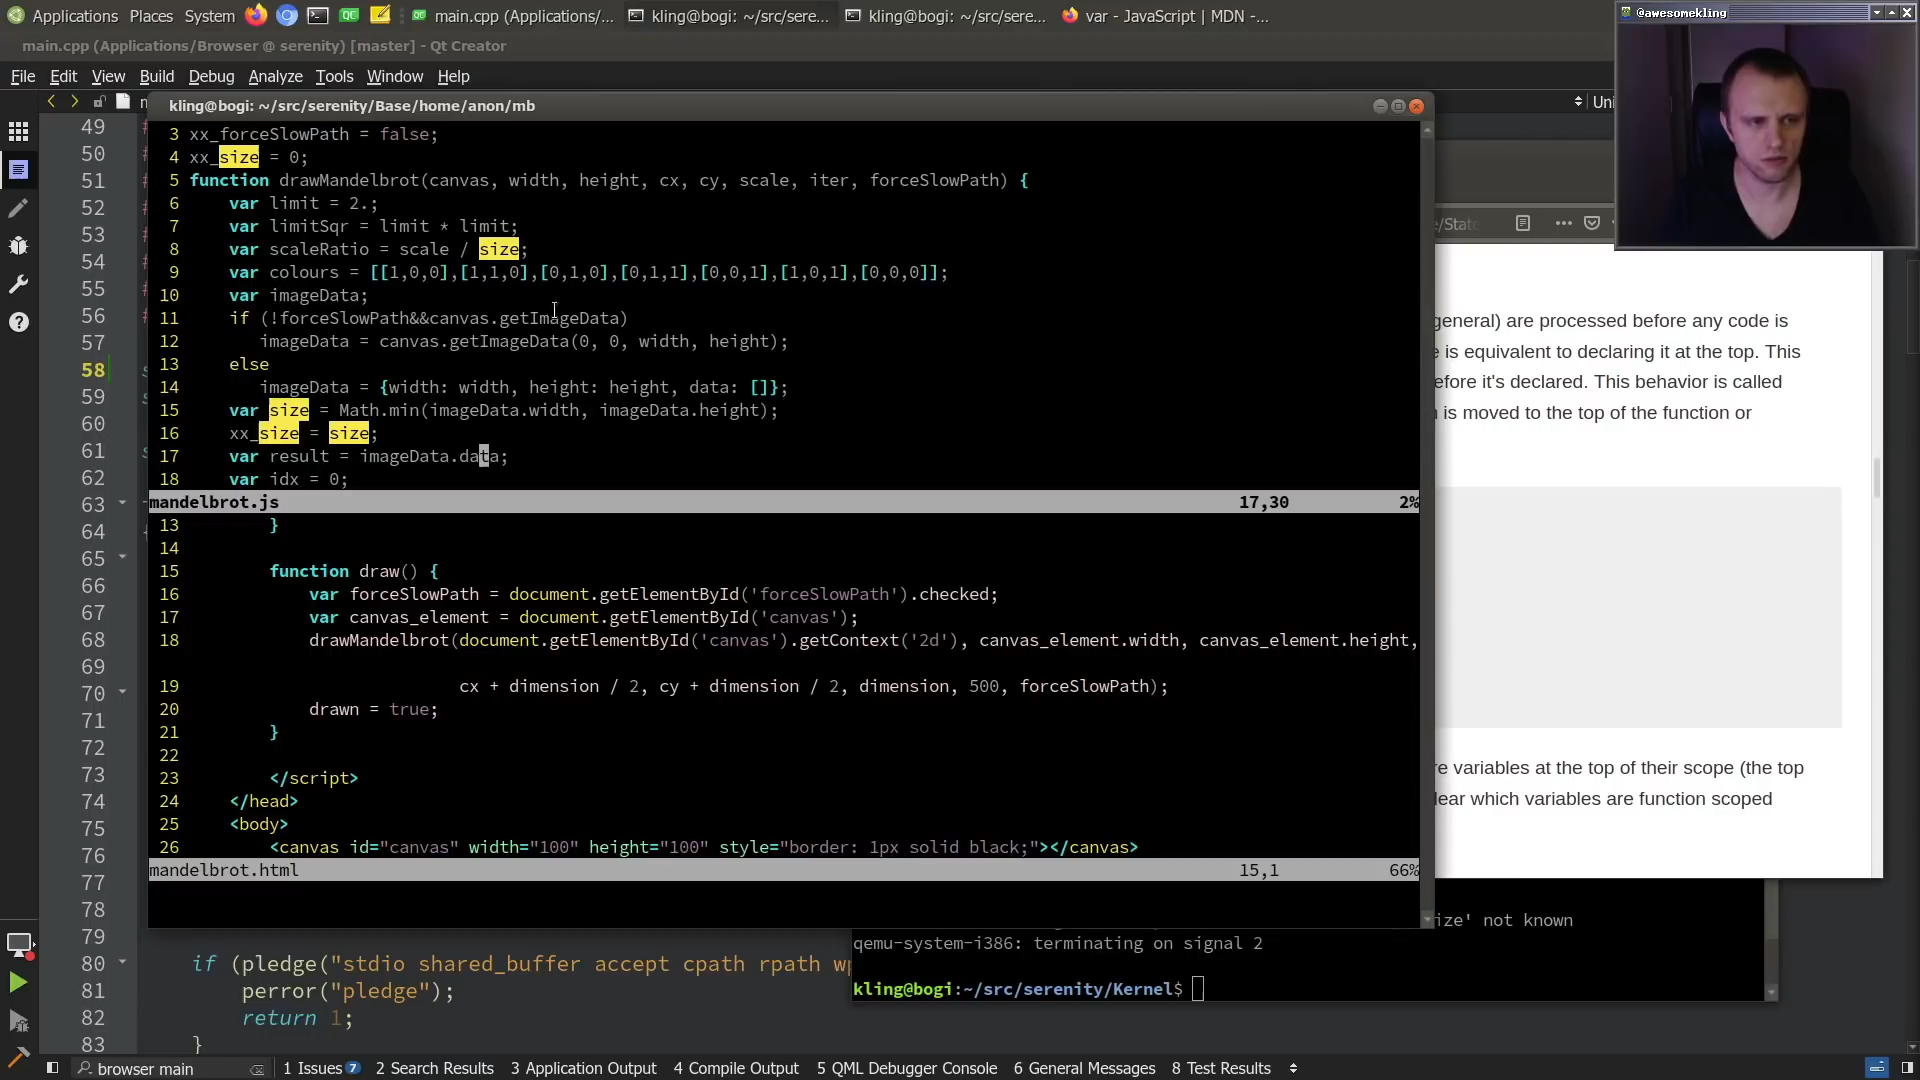 Applications Places System main.cpp (Applications/... kling@bogi: ~/src/sere... kling@bogi: ~/src/sere... var - JavaScript | MDN -...
@awesomekling
main.cpp (Applications/Browser @ serenity) [master] - Qt Creator
File Edit View Build Debug Analyze Tools Window Help
kling@bogi: ~/src/serenity/Base/home/anon/mb
3 xx_forceSlowPath = false;
4 xx_size = 0;
5 function drawMandelbrot(canvas, width, height, cx, cy, scale, iter, forceSlowPath) {
6 var limit = 2.;
7 var limitSqr = limit * limit;
8 var scaleRatio = scale / size;
9 var colours = [[1,0,0],[1,1,0],[0,1,0],[0,1,1],[0,0,1],[1,0,1],[0,0,0]];
10 var imageData;
11 if (!forceSlowPath&&canvas.getImageData)
12 imageData = canvas.getImageData(0, 0, width, height);
13 else
14 imageData = {width: width, height: height, data: []};
15 var size = Math.min(imageData.width, imageData.height);
16 xx_size = size;
17 var result = imageData.data;
18 var idx = 0;
mandelbrot.js 17,30 2%
13 }
14
15 function draw() {
16 var forceSlowPath = document.getElementById('forceSlowPath').checked;
17 var canvas_element = document.getElementById('canvas');
18 drawMandelbrot(document.getElementById('canvas').getContext('2d'), canvas_element.width, canvas_element.height,
19 cx + dimension / 2, cy + dimension / 2, dimension, 500, forceSlowPath);
20 drawn = true;
21 }
22
23 </script>
24 </head>
25 <body>
26 <canvas id="canvas" width="100" height="100" style="border: 1px solid black;"></canvas>
mandelbrot.html 15,1 66%
49
50
51
52
53
54
55
56
57
58
59
60
61
62
63
64
65
66
67
68
69
70
71
72
73
74
75
76
77
78
79
80 if (pledge("stdio shared_buffer accept cpath rpath
81 perror("pledge");
82 return 1;
83 }
Uni
e/Stat
general) are processed before any code is
e is equivalent to declaring it at the top. This
efore it's declared. This behavior is called
n is moved to the top of the function or
re variables at the top of their scope (the top
lear which variables are function scoped
ize' not known
qemu-system-i386: terminating on signal 2
kling@bogi:~/src/serenity/Kernel$
browser main 1 Issues 7 2 Search Results 3 Application Output 4 Compile Output 5 QML Debugger Console 6 General Messages 8 Test Results